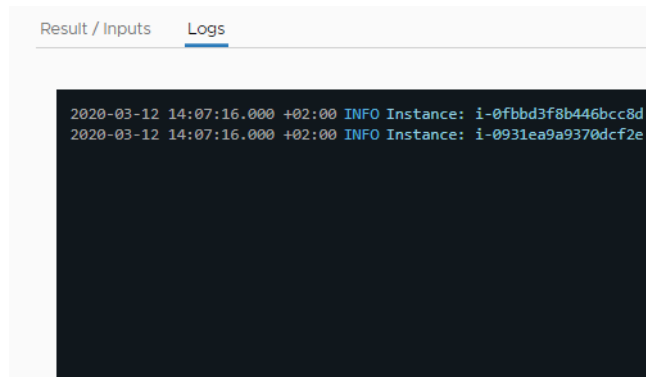 Result / Inputs Logs
2020-03-12 14:07:16.000 +02:00 INFO Instance: i-0fbbd3f8b446bcc8d
2020-03-12 14:07:16.000 +02:00 INFO Instance: i-0931ea9a9370dcf2e